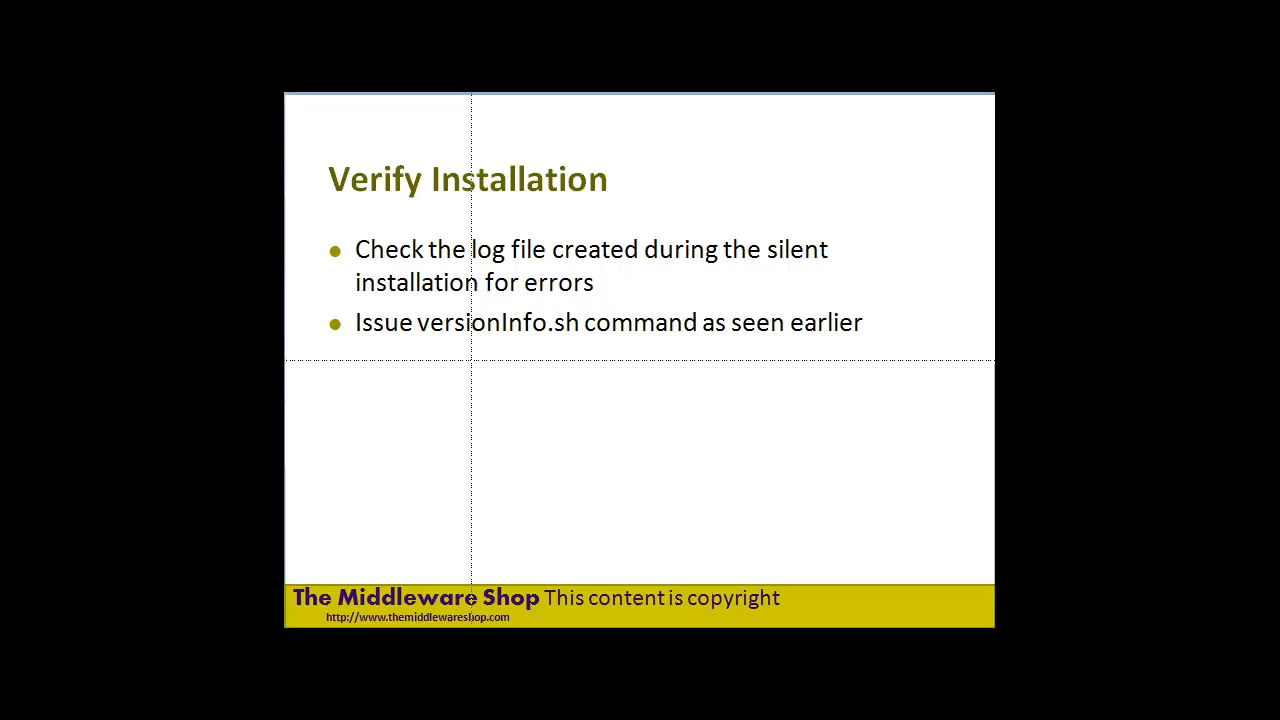 Verify Installation
Check the log file created during the silent
installation for errors
Issue versionInfo.sh command as seen earlier
The Middleware Shop This content is copyright
http://www.themiddlewareshop.com